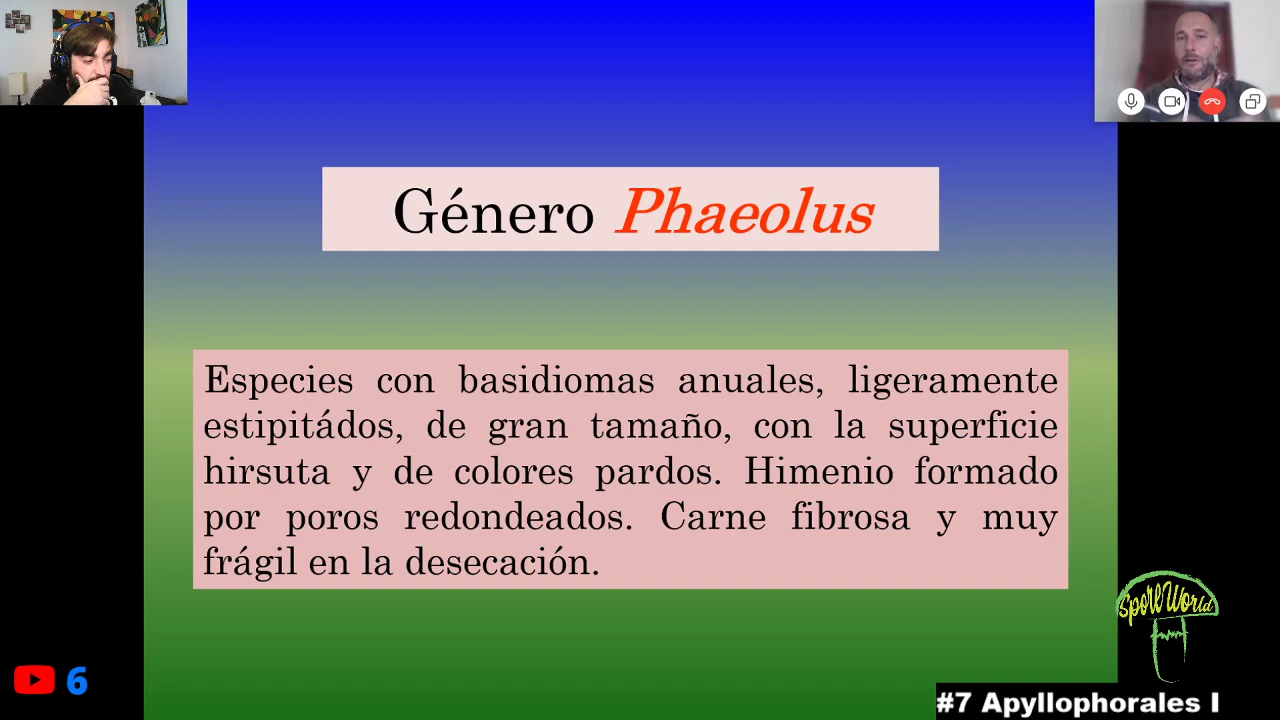 Género Phaeolus
Especies con basidiomas anuales, ligeramente
estipitádos, de gran tamaño, con la superficie
hirsuta y de colores pardos. Himenio formado
por poros redondeados. Carne fibrosa y muy
frágil en la desecación.
SporeWorld
6
#7 Apyllophorales I